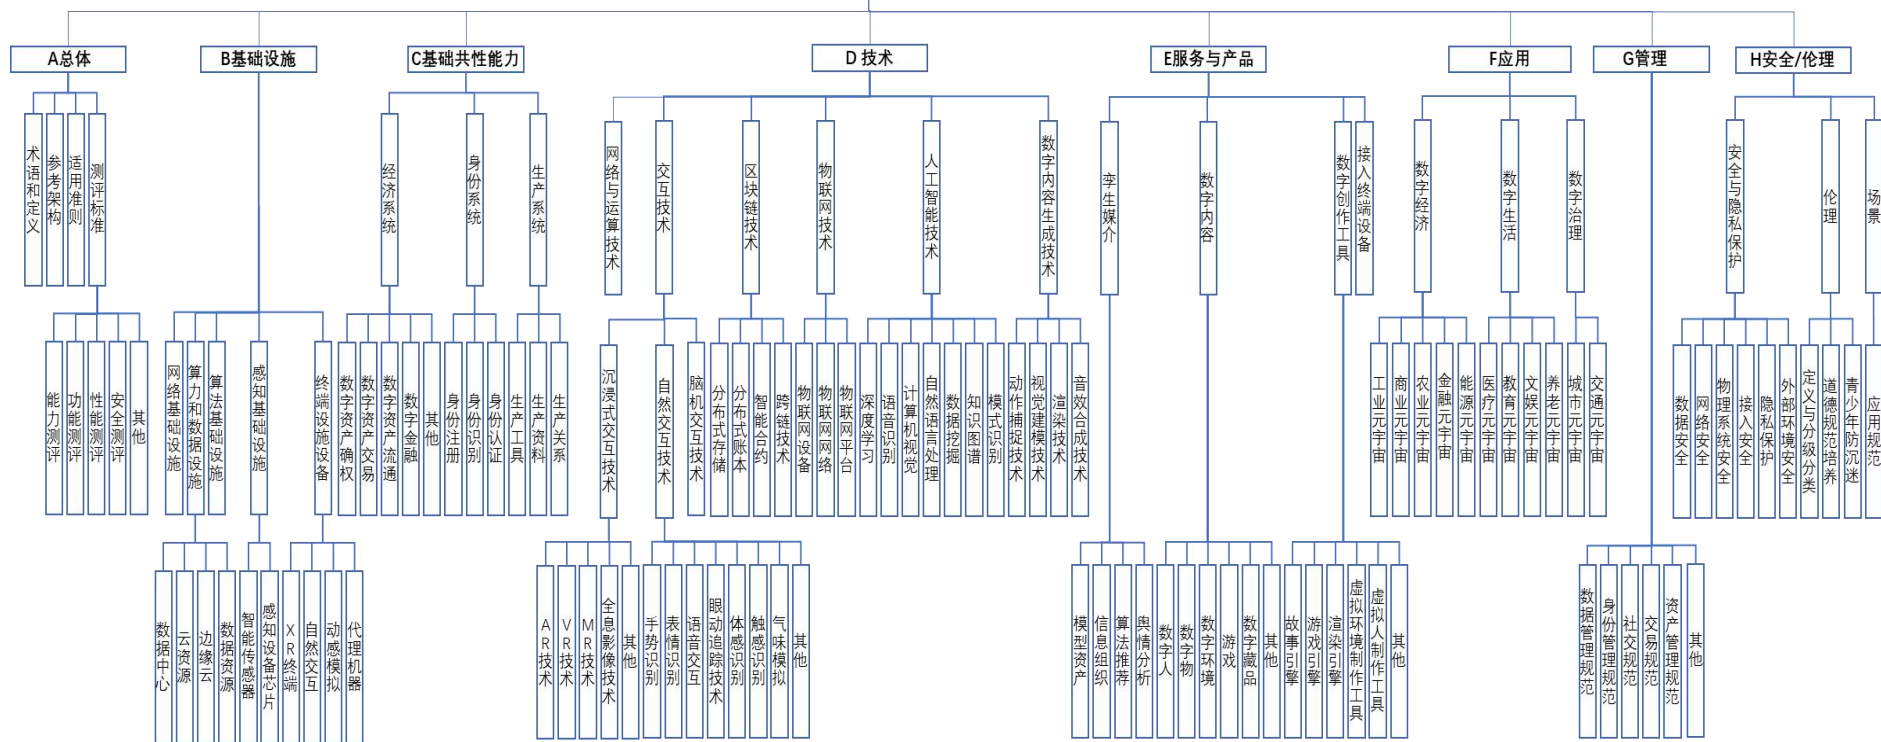 A总体
B基础设施
C基础共性能力
D 技术
E服务与产品
F应用
G管理
H安全/伦理
术语和定义
参考架构
适用准则
测评标准
经济系统
身份系统
生产系统
网络与运算技术
交互技术
区块链技术
物联网技术
人工智能技术
数字内容生成技术
孪生媒介
数字内容
数字创作工具
接入终端设备
数字经济
数字生活
数字治理
安全与隐私保护
伦理
场景
能力测评
功能测评
性能测评
安全测评
其他
网络基础设施
算力和数据设施
算法基础设施
感知基础设施
终端设施设备
数字资产确权
数字资产交易
数字资产流通
数字金融
其他
身份注册
身份识别
身份认证
生产工具
生产资料
生产关系
沉浸式交互技术
自然交互技术
脑机交互技术
分布式存储
分布式账本
智能合约
跨链技术
物联网设备
物联网网络
物联网平台
深度学习
语音识别
计算机视觉
自然语言处理
数据挖掘
知识图谱
模式识别
动作捕捉技术
视觉建模技术
渲染技术
音效合成技术
工业元宇宙
商业元宇宙
农业元宇宙
金融元宇宙
能源元宇宙
医疗元宇宙
教育元宇宙
文娱元宇宙
养老元宇宙
城市元宇宙
交通元宇宙
数据安全
网络安全
物理系统安全
接入安全
隐私保护
外部环境安全
定义与分级分类
道德规范培养
青少年防沉迷
应用规范
数据中心
云资源
边缘云
数据资源
智能传感器
感知设备芯片
XR终端
自然交互
动感模拟
代理机器
AR技术
VR技术
MR技术
全息影像技术
其他
手势识别
表情识别
语音交互
眼动追踪技术
体感识别
触感识别
气味模拟
其他
模型资产
信息组织
算法推荐
舆情分析
数字人
数字物
数字环境
游戏
数字藏品
其他
故事引擎
游戏引擎
渲染引擎
虚拟环境制作工具
虚拟人制作工具
其他
数据管理规范
身份管理规范
社交规范
交易规范
资产管理规范
其他